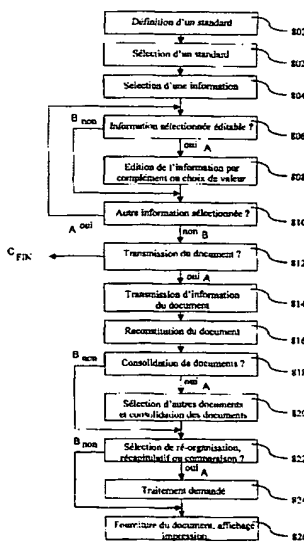 Définition d'un standard
802
Sélection d'un standard
803
Selection d'une information
804
B non
Information sélectionnée éditable ?
806
oui A
Edition de l'information par
complément ou choix de valeur
808
Autre information sélectionnée ?
810
A oui
non B
C FIN
Transmission du document ?
812
oui A
Transmission d'information
du document
814
Reconstitution du document
816
B non
Consolidation de documents ?
818
oui A
Sélection d'autres documents
et consolidation des documents
820
B non
Sélection de ré-organisation,
récapitulatif ou comparaison ?
822
oui A
Traitement demandé
824
Fourniture du document, affichage
impression
826